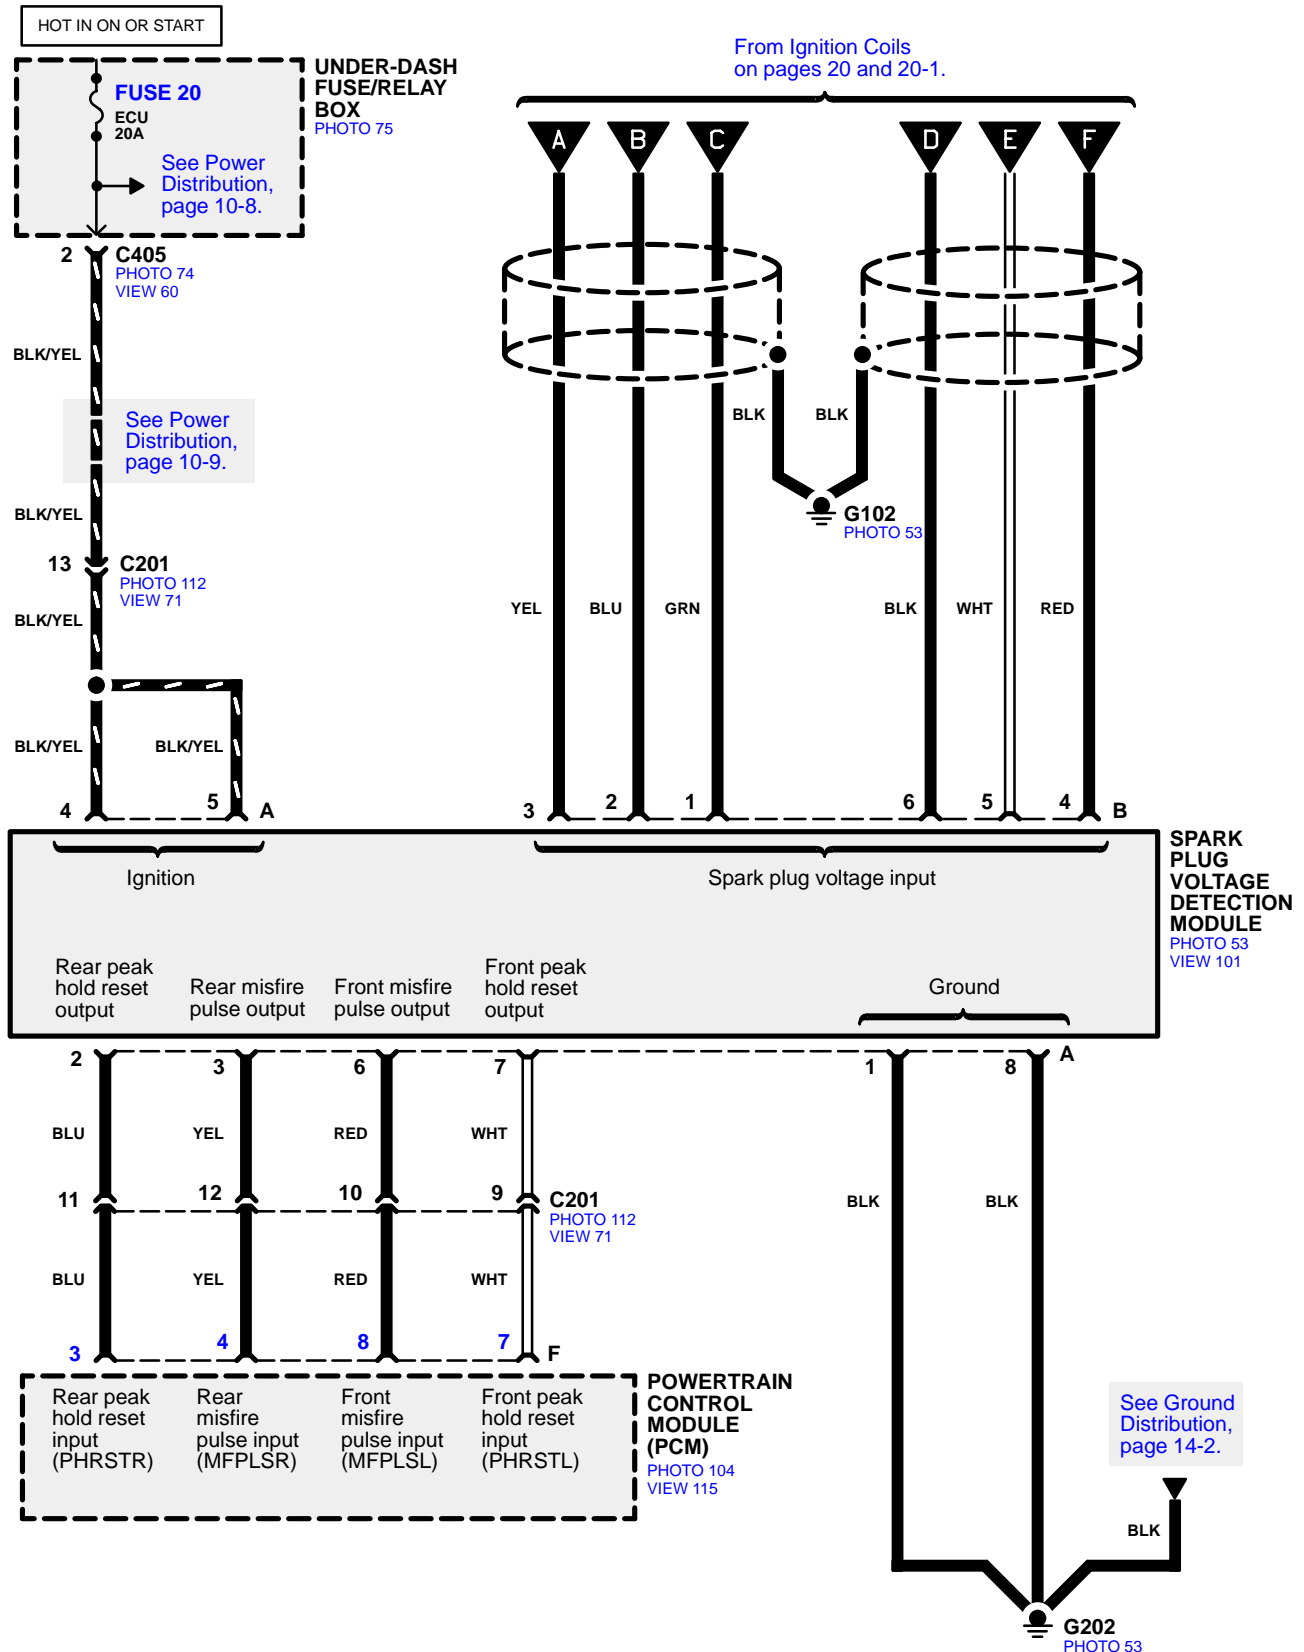 HOT IN ON OR START
UNDER-DASH
FUSE/RELAY
BOX
PHOTO 75
FUSE 20
ECU
20A
See Power
Distribution,
page 10-8.
From Ignition Coils
on pages 20 and 20-1.
A B C D E F
2 C405
PHOTO 74
VIEW 60
BLK/YEL
See Power
Distribution,
page 10-9.
BLK BLK
G102
PHOTO 53
BLK/YEL
13 C201
PHOTO 112
VIEW 71
BLK/YEL
YEL BLU GRN BLK WHT RED
BLK/YEL BLK/YEL
4 5 A 3 2 1 6 5 4 B
Ignition
Spark plug voltage input
SPARK
PLUG
VOLTAGE
DETECTION
MODULE
PHOTO 53
VIEW 101
Rear peak
hold reset
output
Rear misfire
pulse output
Front misfire
pulse output
Front peak
hold reset
output
Ground
2 3 6 7 1 8 A
BLU YEL RED WHT
11 12 10 9 C201
PHOTO 112
VIEW 71
BLK BLK
BLU YEL RED WHT
3 4 8 7 F
Rear peak
hold reset
input
(PHRSTR)
Rear
misfire
pulse input
(MFPLSR)
Front
misfire
pulse input
(MFPLSL)
Front peak
hold reset
input
(PHRSTL)
POWERTRAIN
CONTROL
MODULE
(PCM)
PHOTO 104
VIEW 115
See Ground
Distribution,
page 14-2.
BLK
G202
PHOTO 53